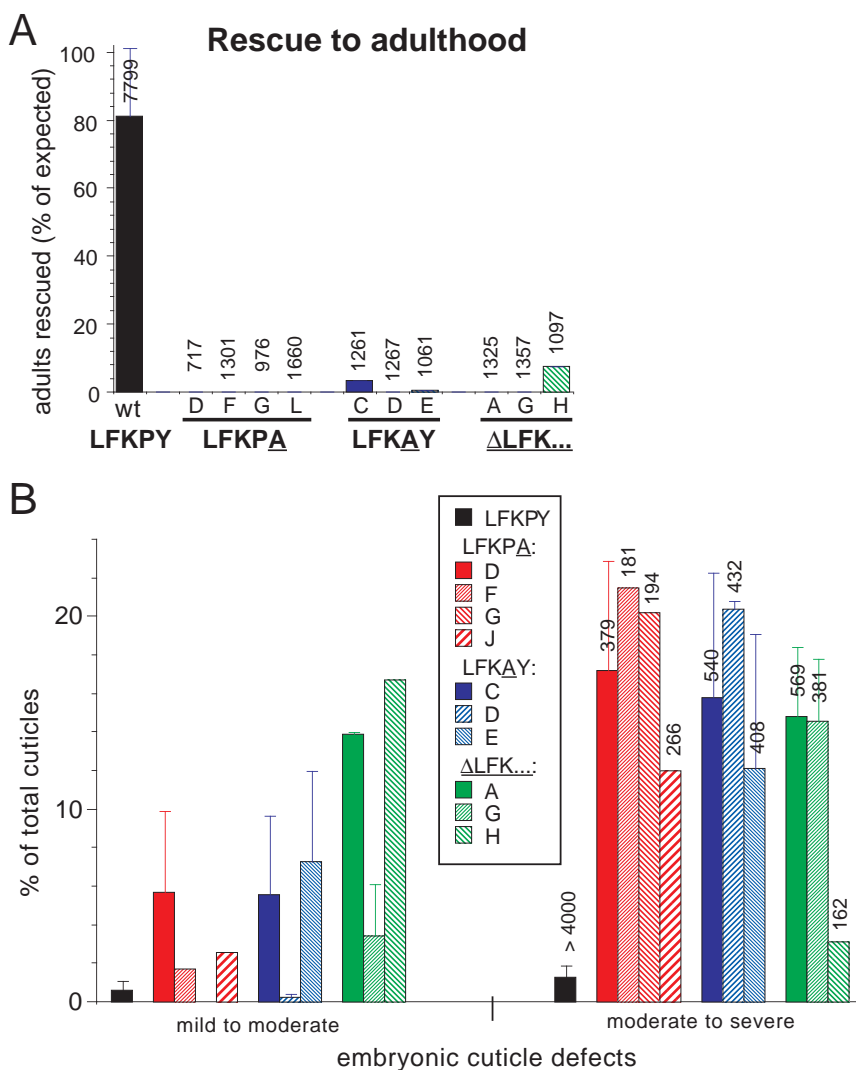 A
Rescue to adulthood
adults rescued (% of expected)
100
80
60
40
20
0
7799
717
1301
976
1660
1261
1267
1061
1325
1357
1097
wt D F G L C D E A G H
LFKPY LFKPA LFKAY ΔLFK...
B
% of total cuticles
20
10
0
LFKPY
LFKPA:
D
F
G
J
LFKAY:
C
D
E
ΔLFK...:
A
G
H
> 4000
379
181
194
266
540
432
408
569
381
162
mild to moderate moderate to severe
embryonic cuticle defects